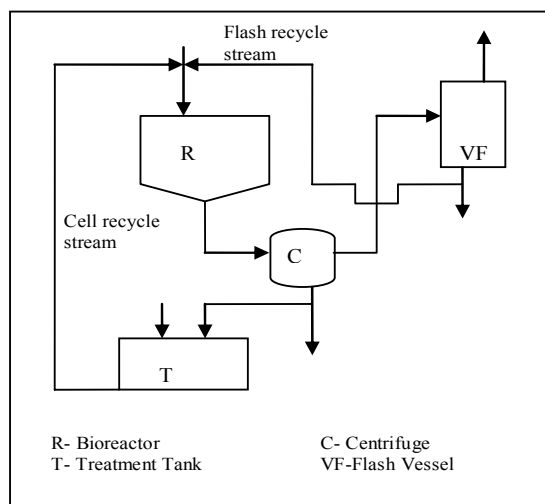 Flash recycle
stream
R
VF
Cell recycle
stream
C
T
R- Bioreactor
C- Centrifuge
T- Treatment Tank
VF-Flash Vessel